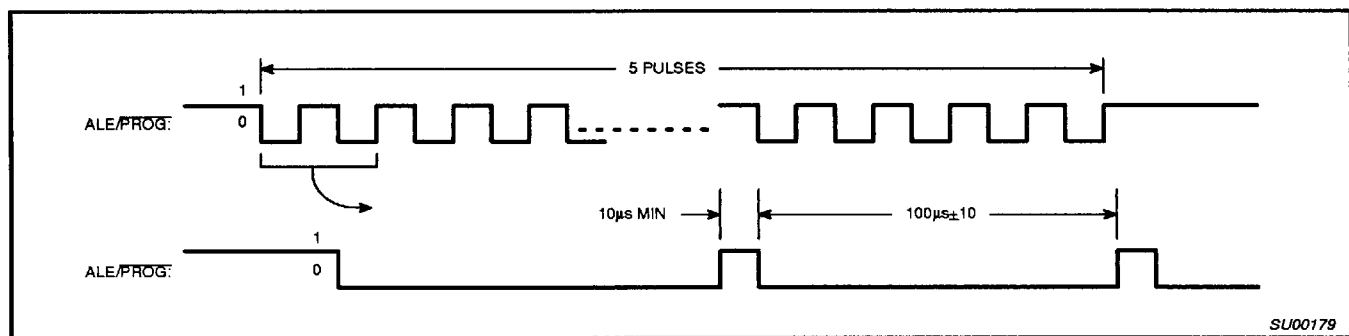 5 PULSES
1
ALE/PROG:
0
10µs MIN
100µs±10
1
ALE/PROG:
0
SU00179